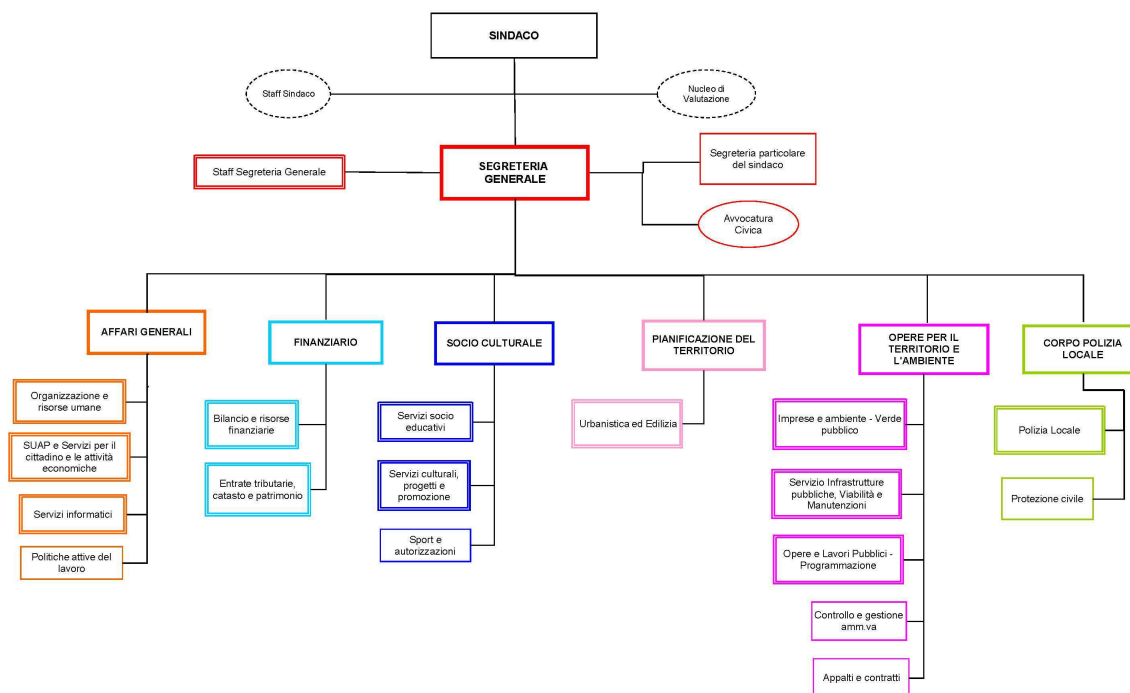 SINDACO
Staff Sindaco
Nucleo di
Valutazione
Staff Segreteria Generale
SEGRETERIA
GENERALE
Segreteria particolare
del sindaco
Avvocatura
Civica
AFFARI GENERALI
FINANZIARIO
SOCIO CULTURALE
PIANIFICAZIONE DEL
TERRITORIO
OPERE PER IL
TERRITORIO E
L'AMBIENTE
CORPO POLIZIA
LOCALE
Organizzazione e
risorse umane
SUAP e Servizi per il
cittadino e le attività
economiche
Servizi informatici
Politiche attive del
lavoro
Bilancio e risorse
finanziarie
Entrate tributarie,
catasto e patrimonio
Servizi socio
educativi
Servizi culturali,
progetti e
promozione
Sport e
autorizzazioni
Urbanistica ed Edilizia
Imprese e ambiente - Verde
pubblico
Servizio Infrastrutture
pubbliche, Viabilità e
Manutenzioni
Opere e Lavori Pubblici -
Programmazione
Controllo e gestione
amm.va
Appalti e contratti
Polizia Locale
Protezione civile